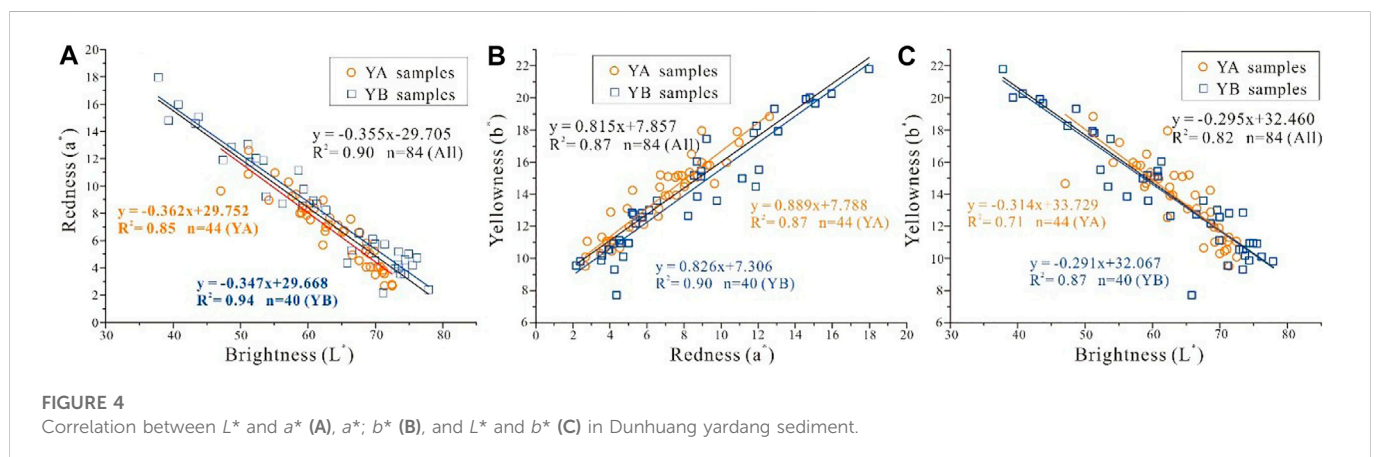 A
20
18
16
14
12
10
8
6
4
2
0
Redness (a*)
YA samples
YB samples
y = -0.355x-29.705
R²= 0.90 n=84 (All)
y = -0.362x+29.752
R²= 0.85 n=44 (YA)
y = -0.347x+29.668
R²= 0.94 n=40 (YB)
30 40 50 60 70 80 85
Brightness (L*)
B
22
20
18
16
14
12
10
8
6
Yellowness (b*)
YA samples
YB samples
y = 0.815x+7.857
R²= 0.87 n=84 (All)
y = 0.889x+7.788
R²= 0.87 n=44 (YA)
y = 0.826x+7.306
R²= 0.90 n=40 (YB)
0 2 4 6 8 10 12 14 16 18 20
Redness (a*)
C
22
20
18
16
14
12
10
8
6
Yellowness (b*)
YA samples
YB samples
y = -0.295x+32.460
R²= 0.82 n=84 (All)
y = -0.314x+33.729
R²= 0.71 n=44 (YA)
y = -0.291x+32.067
R²= 0.87 n=40 (YB)
30 40 50 60 70 80
Brightness (L*)
FIGURE 4
Correlation between L* and a* (A), a*; b* (B), and L* and b* (C) in Dunhuang yardang sediment.